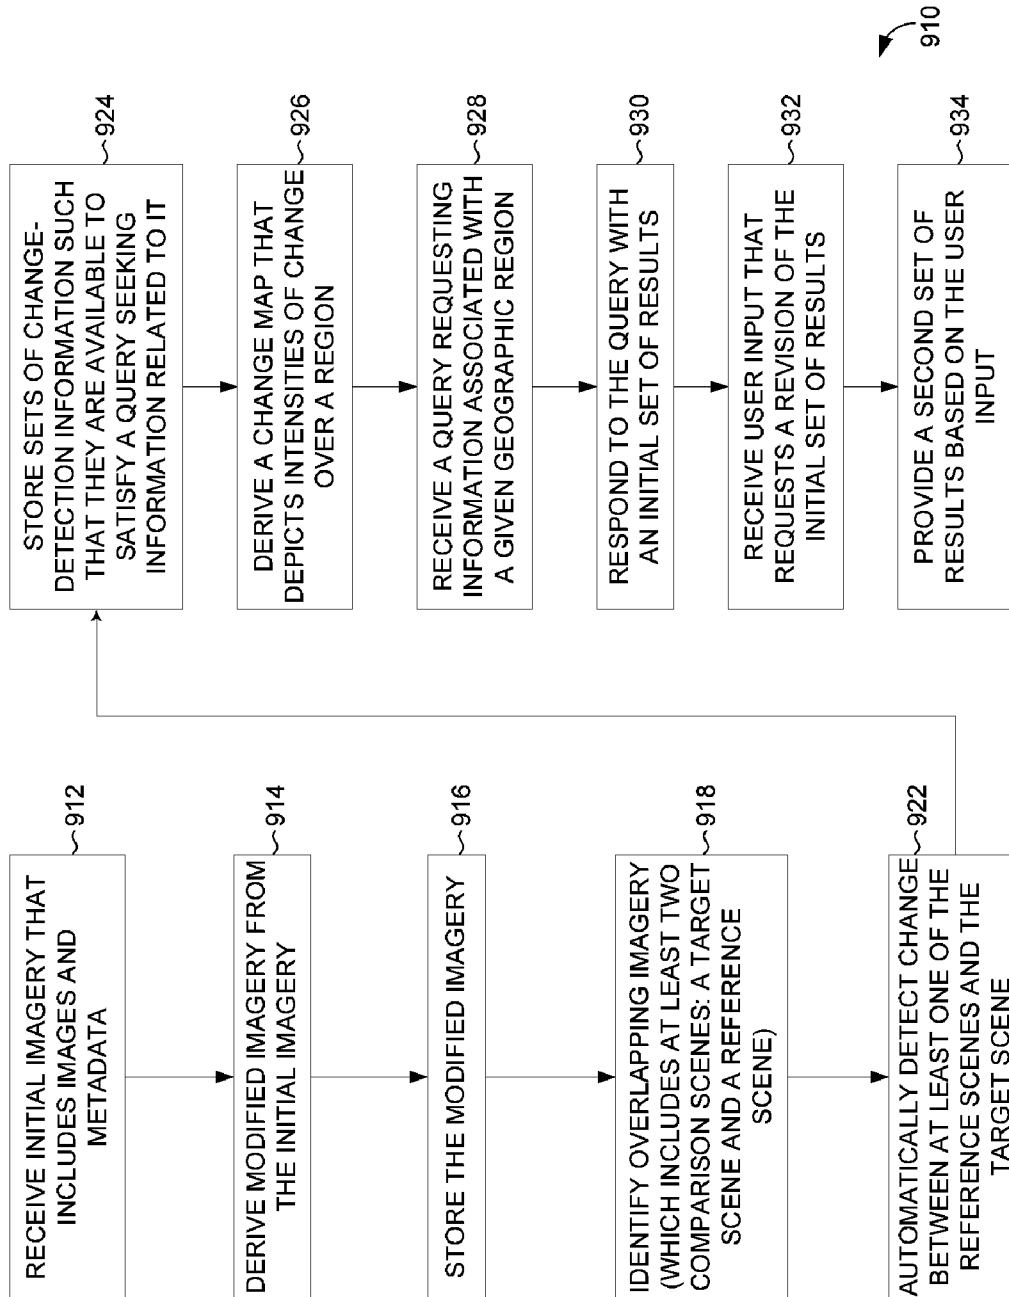 RECEIVE INITIAL IMAGERY THAT
INCLUDES IMAGES AND
METADATA
912
DERIVE MODIFIED IMAGERY FROM
THE INITIAL IMAGERY
914
STORE THE MODIFIED IMAGERY
916
IDENTIFY OVERLAPPING IMAGERY
(WHICH INCLUDES AT LEAST TWO
COMPARISON SCENES: A TARGET
SCENE AND A REFERENCE
SCENE)
918
AUTOMATICALLY DETECT CHANGE
BETWEEN AT LEAST ONE OF THE
REFERENCE SCENES AND THE
TARGET SCENE
922
STORE SETS OF CHANGE-
DETECTION INFORMATION SUCH
THAT THEY ARE AVAILABLE TO
SATISFY A QUERY SEEKING
INFORMATION RELATED TO IT
924
DERIVE A CHANGE MAP THAT
DEPICTS INTENSITIES OF CHANGE
OVER A REGION
926
RECEIVE A QUERY REQUESTING
INFORMATION ASSOCIATED WITH
A GIVEN GEOGRAPHIC REGION
928
RESPOND TO THE QUERY WITH
AN INITIAL SET OF RESULTS
930
RECEIVE USER INPUT THAT
REQUESTS A REVISION OF THE
INITIAL SET OF RESULTS
932
PROVIDE A SECOND SET OF
RESULTS BASED ON THE USER
INPUT
934
910